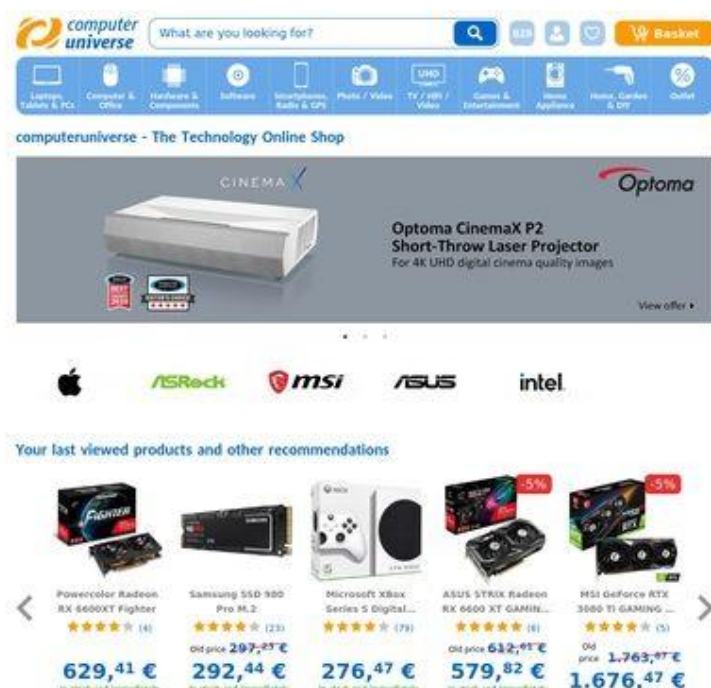 computer
universe
What are you looking for?
Basket
Laptops,
Tablets & PCs
Computer &
Office
Hardware &
Components
Software
Smartphones,
Radio & GPS
Photo / Video
UHD
TV / HiFi /
Video
Games &
Entertainment
Home
Appliance
Home, Garden
& DIY
%
Outlet
computeruniverse - The Technology Online Shop
CINEMA X
Optoma
Optoma CinemaX P2
Short-Throw Laser Projector
For 4K UHD digital cinema quality images
View offer
ASRock
msi
ASUS
intel
Your last viewed products and other recommendations
FIGHTER
SAMSUNG
XBOX
-5%
-5%
Powercolor Radeon
RX 6600XT Fighter
(4)
629,41 €
Samsung SSD 980
Pro M.2
(23)
Old price 297,23 €
292,44 €
Microsoft XBox
Series S Digital...
(79)
276,47 €
ASUS STRIX Radeon
RX 6600 XT GAMIN...
(6)
Old price 612,61 €
579,82 €
MSI GeForce RTX
3080 Ti GAMING ...
(5)
Old
price 1.763,87 €
1.676,47 €